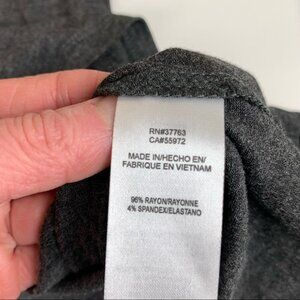 RN#37763
CA#55972
MADE IN/HECHO EN/
FABRIQUE EN VIETNAM
96% RAYON/RAYONNE
4% SPANDEX/ELASTANO